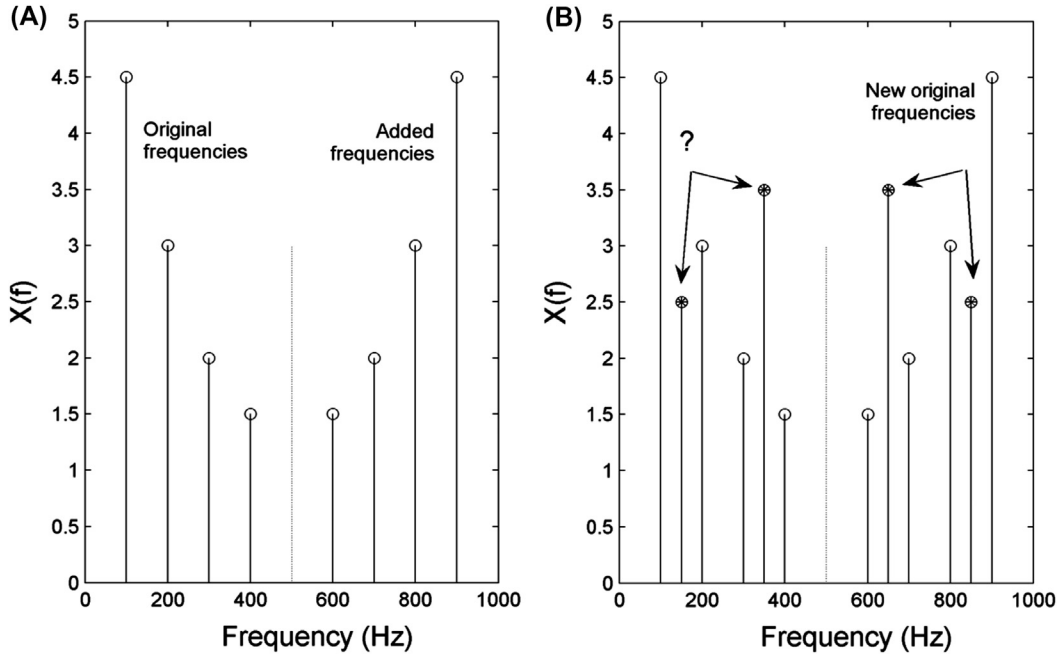 (A)
5
4.5
4
3.5
3
2.5
2
1.5
1
0.5
0
X(f)
Original
frequencies
Added
frequencies
0 200 400 600 800 1000
Frequency (Hz)
(B)
5
4.5
4
3.5
3
2.5
2
1.5
1
0.5
0
X(f)
?
New original
frequencies
0 200 400 600 800 1000
Frequency (Hz)